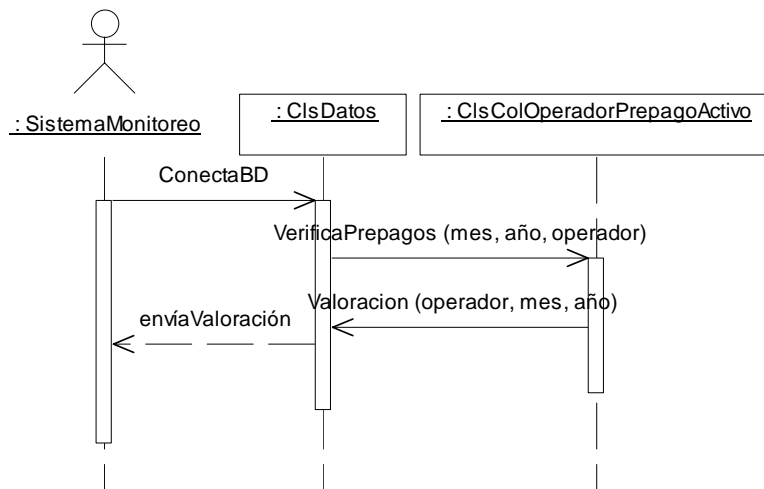 : SistemaMonitoreo
: ClsDatos
: ClsColOperadorPrepagoActivo
ConectaBD
VerificaPrepagos (mes, año, operador)
Valoracion (operador, mes, año)
envíaValoración